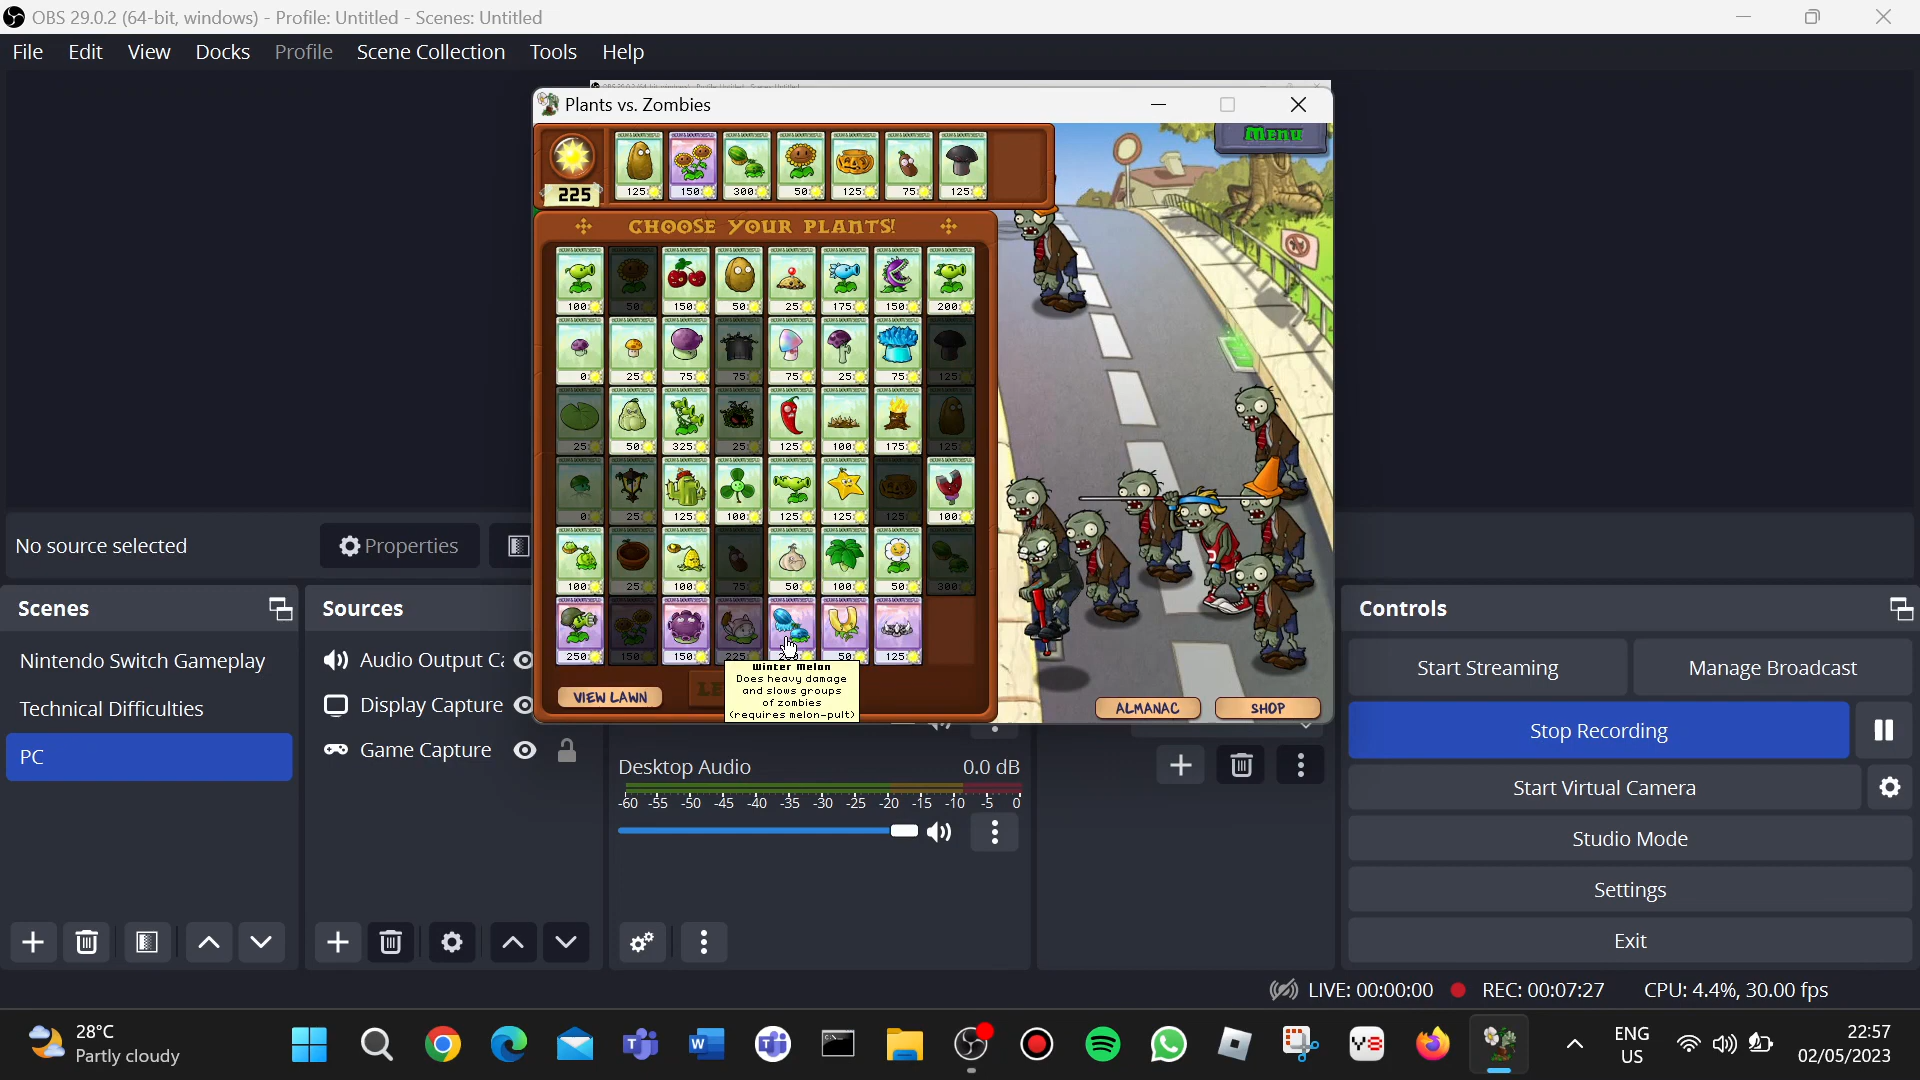 OBS 29.0.2 (64-bit, windows) - Profile: Untitled - Scenes: Untitled
File Edit View Docks Profile Scene Collection Tools Help
Plants vs. Zombies
Menu
225
125 150 300 50 125 75 125
CHOOSE YOUR PLANTS!
100 50 150 50 25 175 150 200
0 25 75 75 75 25 75 125
25 50 325 25 125 100 175 125
0 25 125 100 125 125 125 100
100 25 100 75 50 100 50 300
250 150 150 225 50 125
Winter Melon
Does heavy damage
and slows groups
of zombies
(requires melon-pult)
VIEW LAWN
ALMANAC
SHOP
No source selected
Properties
Scenes
Nintendo Switch Gameplay
Technical Difficulties
PC
Sources
Audio Output Ca
Display Capture
Game Capture
Desktop Audio 0.0 dB
-60 -55 -50 -45 -40 -35 -30 -25 -20 -15 -10 -5 0
Controls
Start Streaming
Manage Broadcast
Stop Recording
Start Virtual Camera
Studio Mode
Settings
Exit
LIVE: 00:00:00 REC: 00:07:27 CPU: 4.4%, 30.00 fps
28°C
Partly cloudy
ENG
US
22:57
02/05/2023